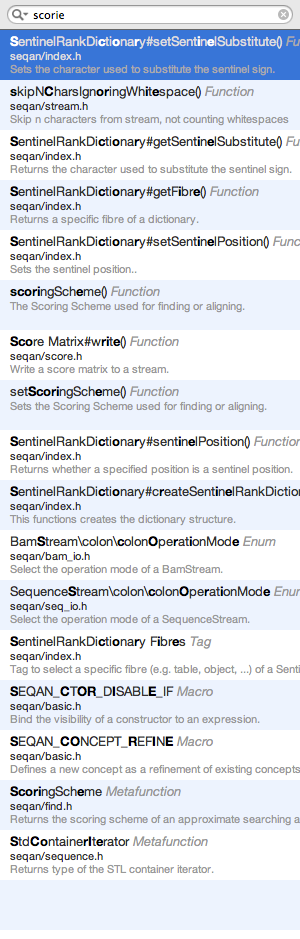 scorie
SentinelRankDictionary#setSentinelSubstitute() Fu
seqan/index.h
Sets the character used to substitute the sentinel sign.
skipNCharsIgnoringWhitespace() Function
seqan/stream.h
Skip n characters from stream, not counting whitespaces
SentinelRankDictionary#getSentinelSubstitute() Fu
seqan/index.h
Returns the character used to substitute the sentinel sign.
SentinelRankDictionary#getFibre() Function
seqan/index.h
Returns a specific fibre of a dictionary.
SentinelRankDictionary#setSentinelPosition() Func
seqan/index.h
Sets the sentinel position..
scoringScheme() Function
The Scoring Scheme used for finding or aligning.
Score Matrix#write() Function
seqan/score.h
Write a score matrix to a stream.
setScoringScheme() Function
Sets the Scoring Scheme used for finding or aligning.
SentinelRankDictionary#sentinelPosition() Function
seqan/index.h
Returns whether a specified position is a sentinel position.
SentinelRankDictionary#createSentinelRankDiction
seqan/index.h
This functions creates the dictionary structure.
BamStream\colon\colonOperationMode Enum
seqan/bam_io.h
Select the operation mode of a BamStream.
SequenceStream\colon\colonOperationMode Enur
seqan/seq_io.h
Select the operation mode of a SequenceStream.
SentinelRankDictionary Fibres Tag
seqan/index.h
Tag to select a specific fibre (e.g. table, object, ...) of a Senti
SEQAN_CTOR_DISABLE_IF Macro
seqan/basic.h
Bind the visibility of a constructor to an expression.
SEQAN_CONCEPT_REFINE Macro
seqan/basic.h
Defines a new concept as a refinement of existing concepts
ScoringScheme Metafunction
seqan/find.h
Returns the scoring scheme of an approximate searching a
StdContainerIterator Metafunction
seqan/sequence.h
Returns type of the STL container iterator.